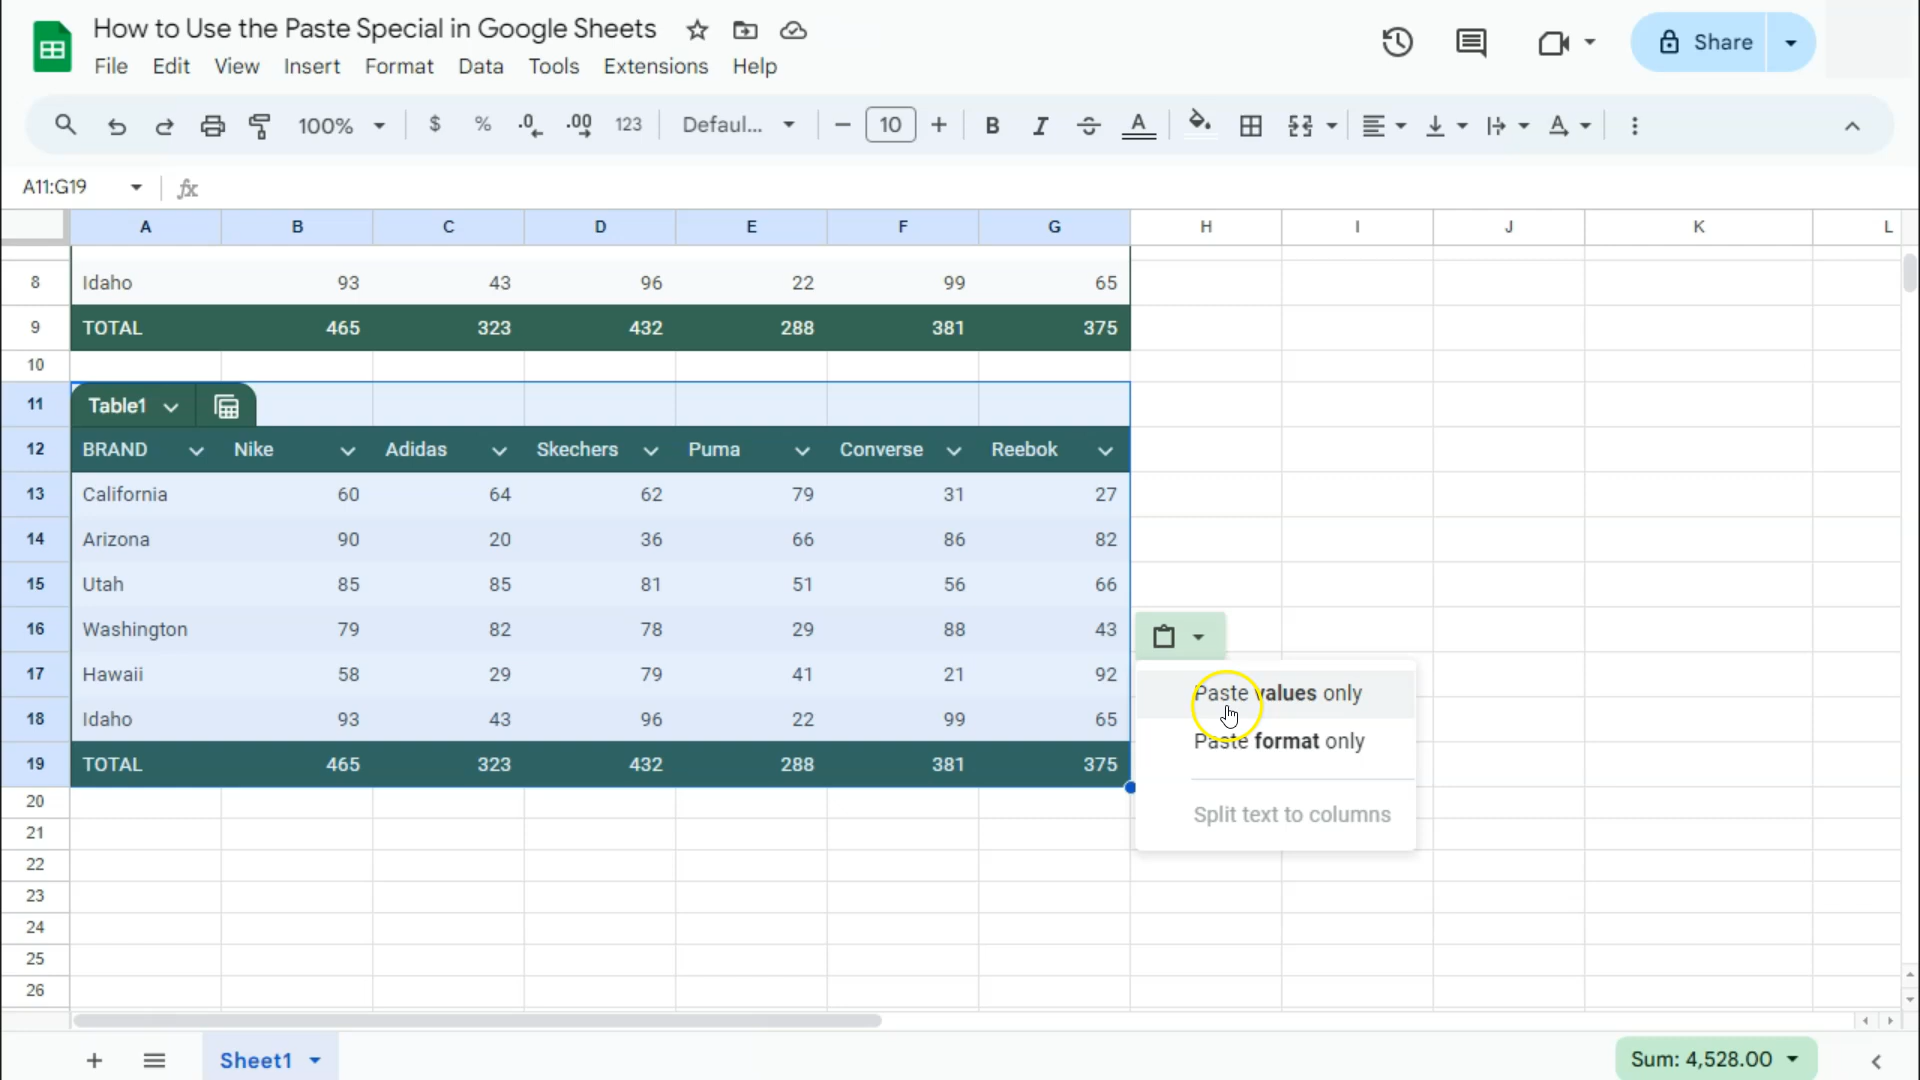 How to Use the Paste Special in Google Sheets
File Edit View Insert Format Data Tools Extensions Help
Share
100% $ % .0 .00 123 Defaul... 10 B I A A
A11:G19 fx
A B C D E F G H I J K L
8 Idaho 93 43 96 22 99 65
9 TOTAL 465 323 432 288 381 375
10
11 Table1
12 BRAND Nike Adidas Skechers Puma Converse Reebok
13 California 60 64 62 79 31 27
14 Arizona 90 20 36 66 86 82
15 Utah 85 85 81 51 56 66
16 Washington 79 82 78 29 88 43
17 Hawaii 58 29 79 41 21 92
18 Idaho 93 43 96 22 99 65
19 TOTAL 465 323 432 288 381 375
Paste values only
Paste format only
Split text to columns
20
21
22
23
24
25
26
Sheet1
Sum: 4,528.00